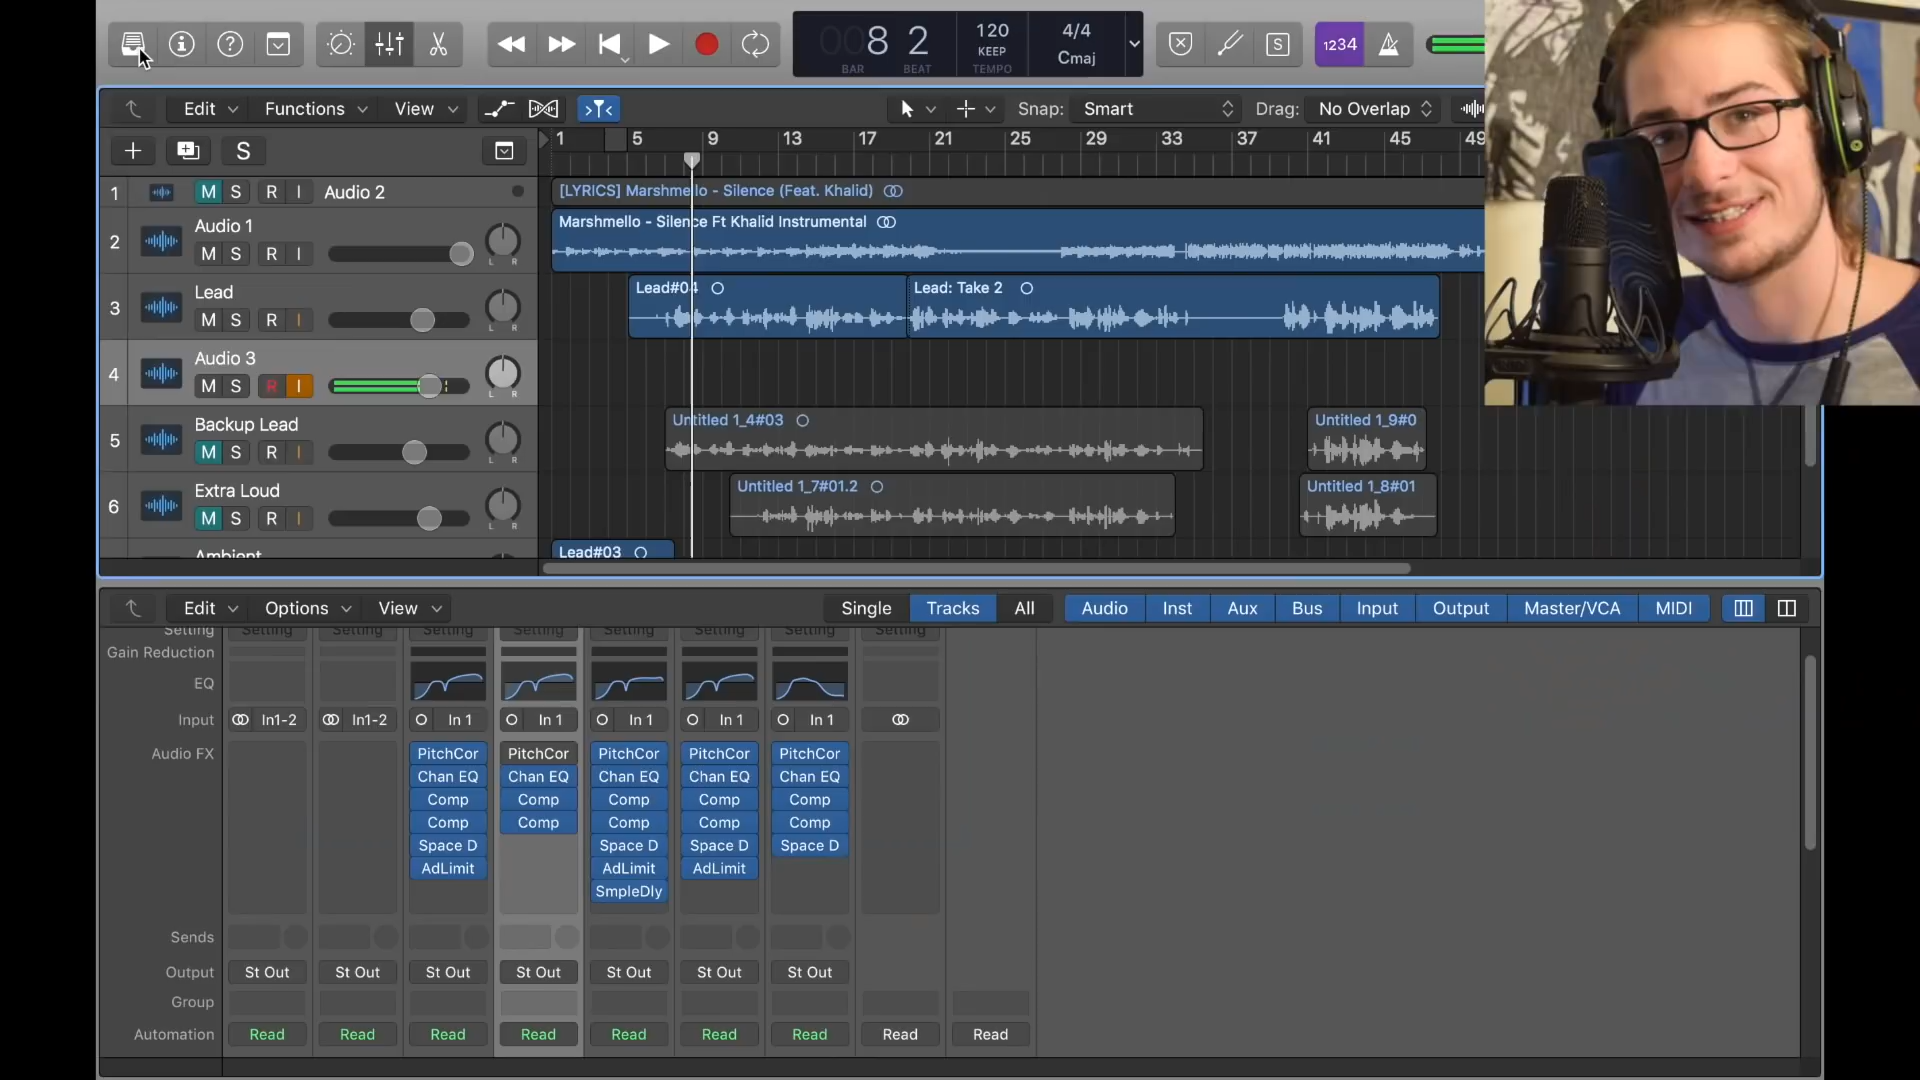 008 2
BAR BEAT
120
KEEP
TEMPO
4/4
Cmaj
S
1234
Edit Functions View
Snap: Smart Drag: No Overlap
S
1 5 9 13 17 21 25 29 33 37 41 45 49
1 M S R I Audio 2
[LYRICS] Marshmello - Silence (Feat. Khalid)
2 Audio 1
M S R I L R
Marshmello - Silence Ft Khalid Instrumental
3 Lead
M S R I L R
Lead#04 Lead: Take 2
4 Audio 3
M S R I L R
5 Backup Lead
M S R I L R
Untitled 1_4#03 Untitled 1_9#0
6 Extra Loud
M S R I L R
Untitled 1_7#01.2 Untitled 1_8#01
Ambient
Lead#03
Edit Options View
Single Tracks All
Audio Inst Aux Bus Input Output Master/VCA MIDI
Setting Setting Setting Setting Setting Setting Setting Setting Setting
Gain Reduction
EQ
Input In1-2 In1-2 In 1 In 1 In 1 In 1 In 1
Audio FX PitchCor PitchCor PitchCor PitchCor PitchCor
Chan EQ Chan EQ Chan EQ Chan EQ Chan EQ
Comp Comp Comp Comp Comp
Comp Comp Comp Comp Comp
Space D Space D Space D Space D
AdLimit AdLimit AdLimit
SmpleDly
Sends
Output St Out St Out St Out St Out St Out St Out St Out
Group
Automation Read Read Read Read Read Read Read Read Read